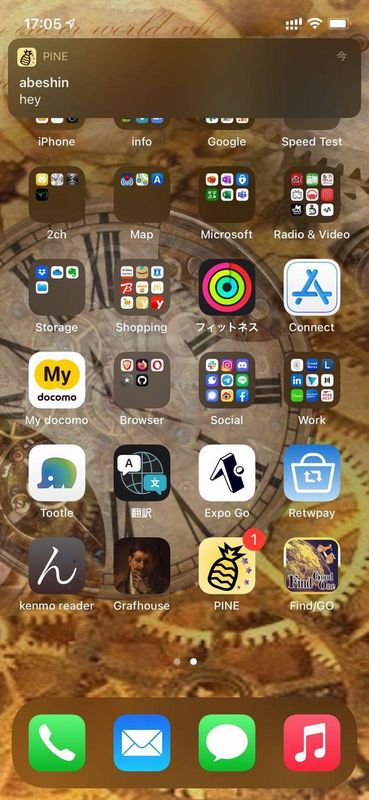 17:05
PINE
今
abeshin
hey
iPhone
info
Google
Speed Test
2ch
Map
Microsoft
Radio & Video
Storage
Shopping
フィットネス
Connect
My
docomo
My docomo
Browser
Social
Work
A
文
Tootle
翻訳
Expo Go
Retwpay
ん
1
Find Good One
kenmo reader
Grafhouse
PINE
Find/GO